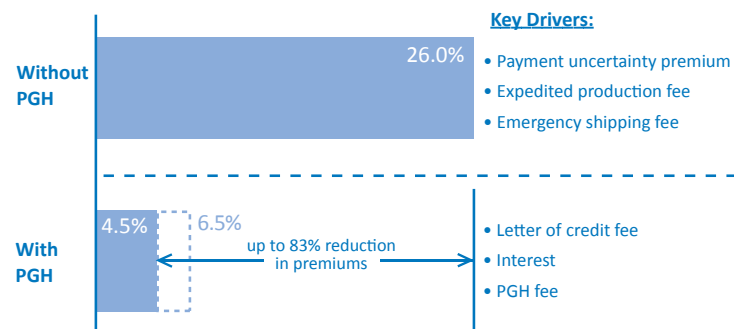 Key Drivers:
Without
PGH
26.0%
• Payment uncertainty premium
• Expedited production fee
• Emergency shipping fee
With
PGH
4.5%
6.5%
up to 83% reduction
in premiums
• Letter of credit fee
• Interest
• PGH fee